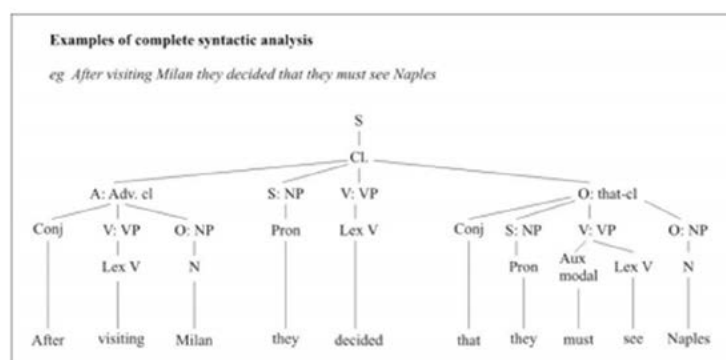 Examples of complete syntactic analysis
eg After visiting Milan they decided that they must see Naples
S
CL
A: Adv. cl S: NP V: VP O: that-cl
Conj V: VP O: NP Pron Lex V Conj S: NP V: VP O: NP
Lex V N Pron Aux modal Lex V N
After visiting Milan they decided that they must see Naples